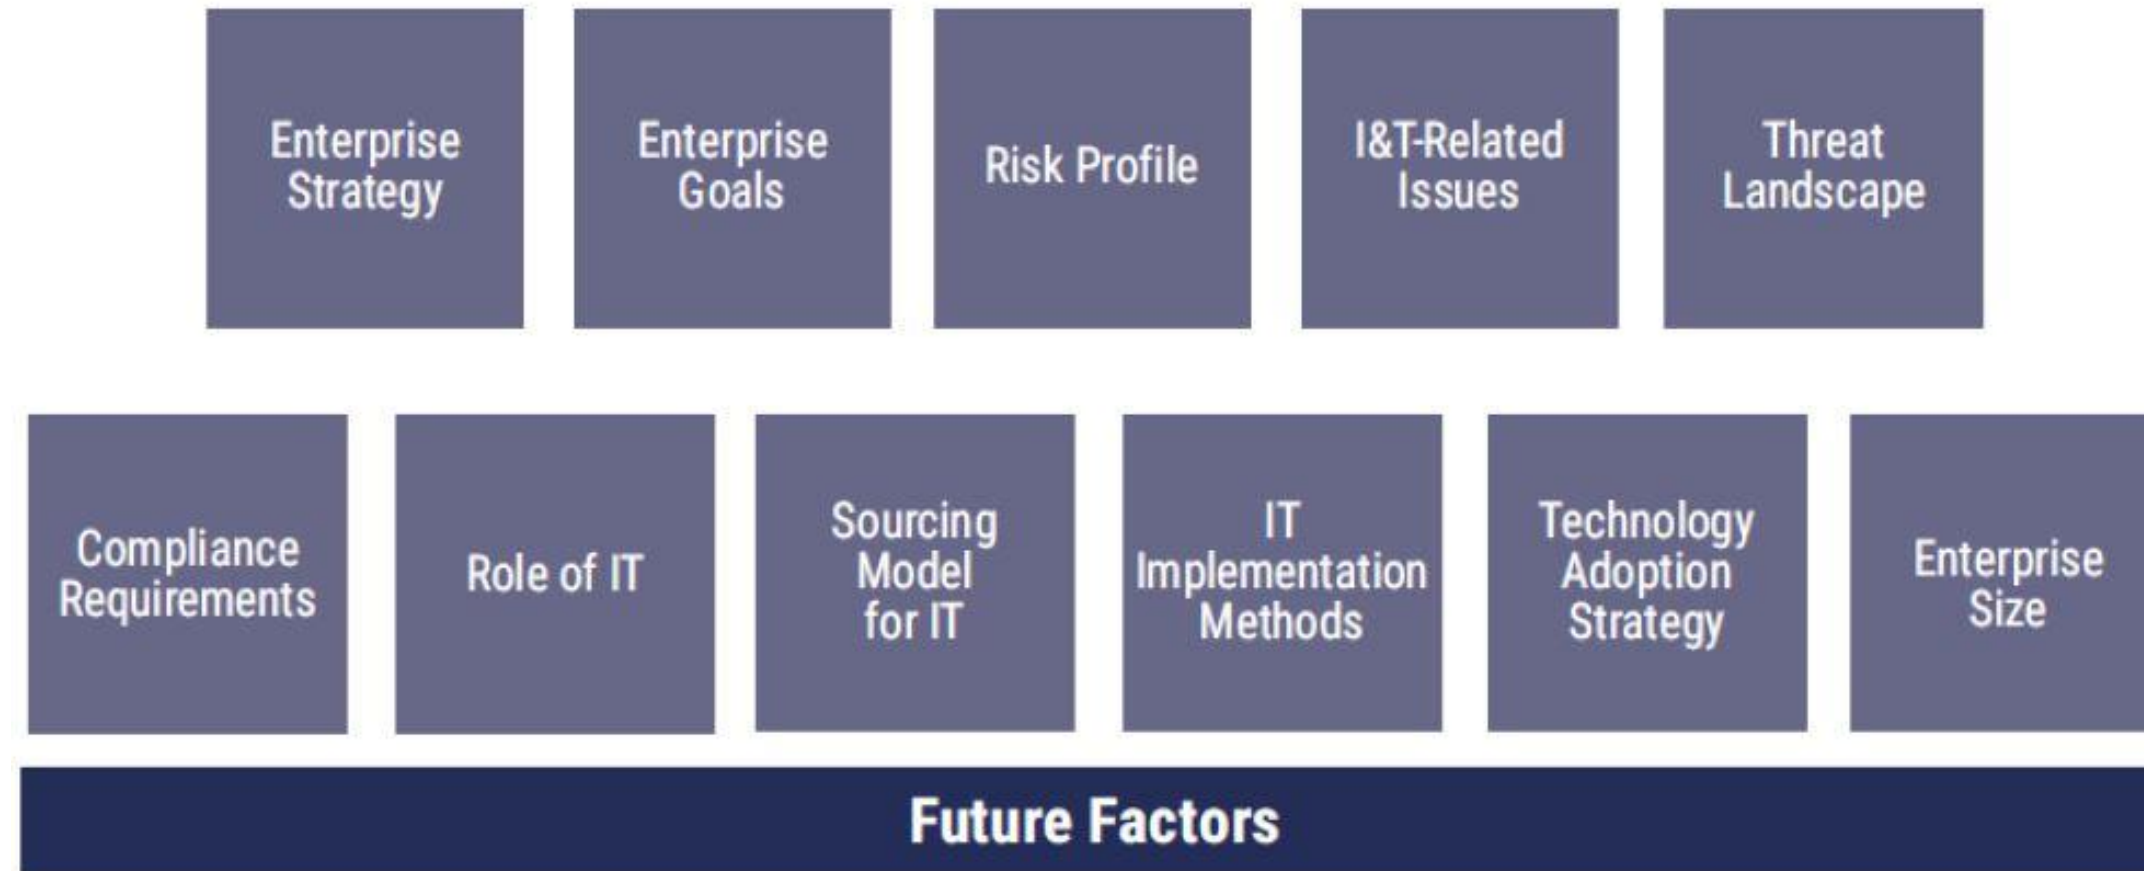 Enterprise
Strategy
Enterprise
Goals
Risk Profile
I&T-Related
Issues
Threat
Landscape
Compliance
Requirements
Role of IT
Sourcing
Model
for IT
IT
Implementation
Methods
Technology
Adoption
Strategy
Enterprise
Size
Future Factors